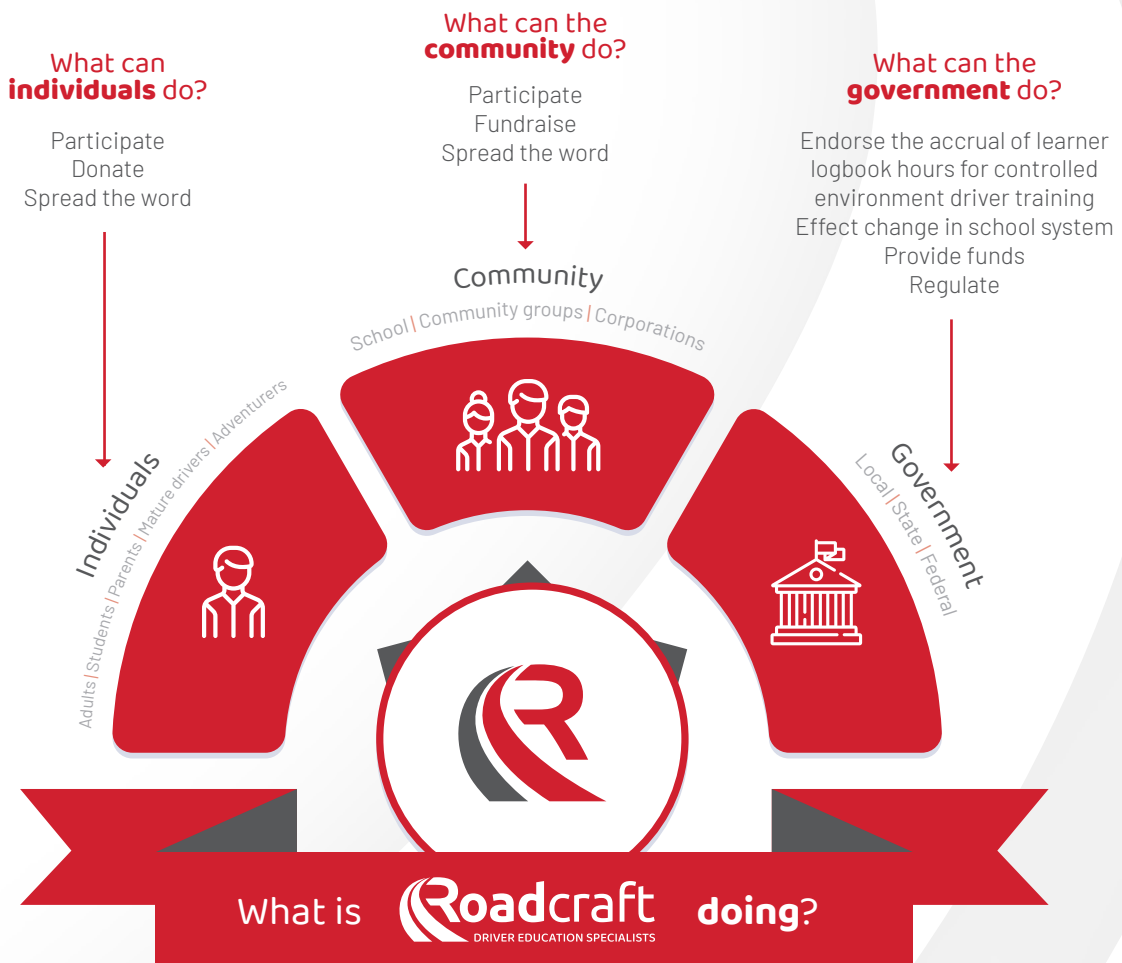 What can
individuals do?
Participate
Donate
Spread the word
What can the
community do?
Participate
Fundraise
Spread the word
What can the
government do?
Endorse the accrual of learner
logbook hours for controlled
environment driver training
Effect change in school system
Provide funds
Regulate
Individuals
Adults | Students | Parents | Mature drivers | Adventurers
Community
School | Community groups | Corporations
Government
Local | State | Federal
R
What is Roadcraft doing?
DRIVER EDUCATION SPECIALISTS